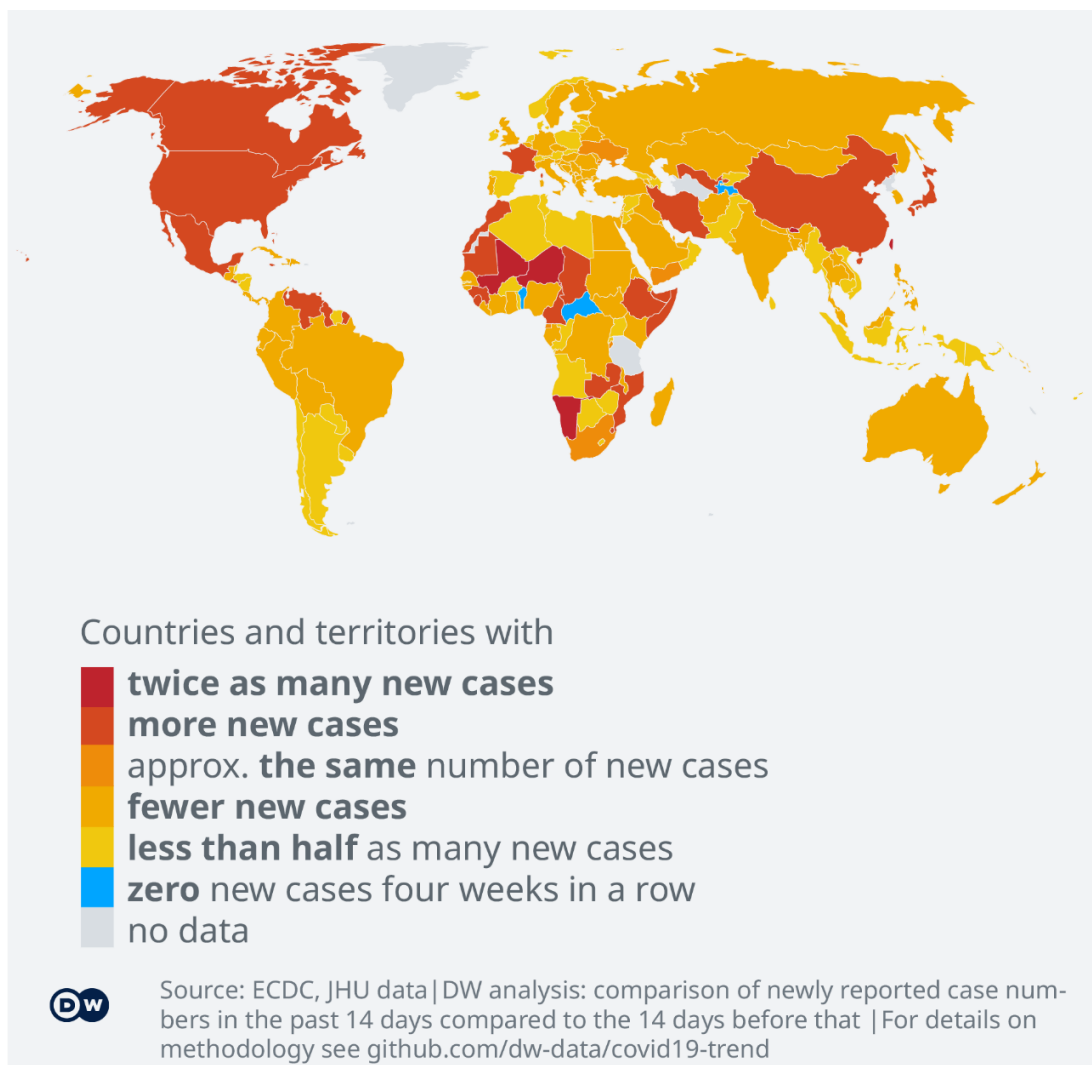 Countries and territories with
twice as many new cases
more new cases
approx. the same number of new cases
fewer new cases
less than half as many new cases
zero new cases four weeks in a row
no data
DW
Source: ECDC, JHU data|DW analysis: comparison of newly reported case num-
bers in the past 14 days compared to the 14 days before that |For details on
methodology see github.com/dw-data/covid19-trend